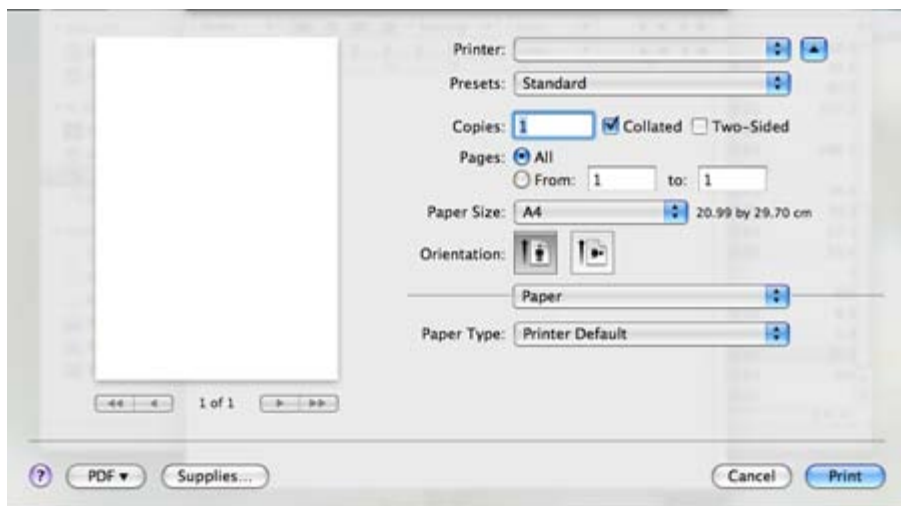 Printer:
Presets: Standard
Copies: 1 Collated Two-Sided
Pages: All
From: 1 to: 1
Paper Size: A4 20.99 by 29.70 cm
Orientation:
Paper
Paper Type: Printer Default
1 of 1
? PDF Supplies... Cancel Print